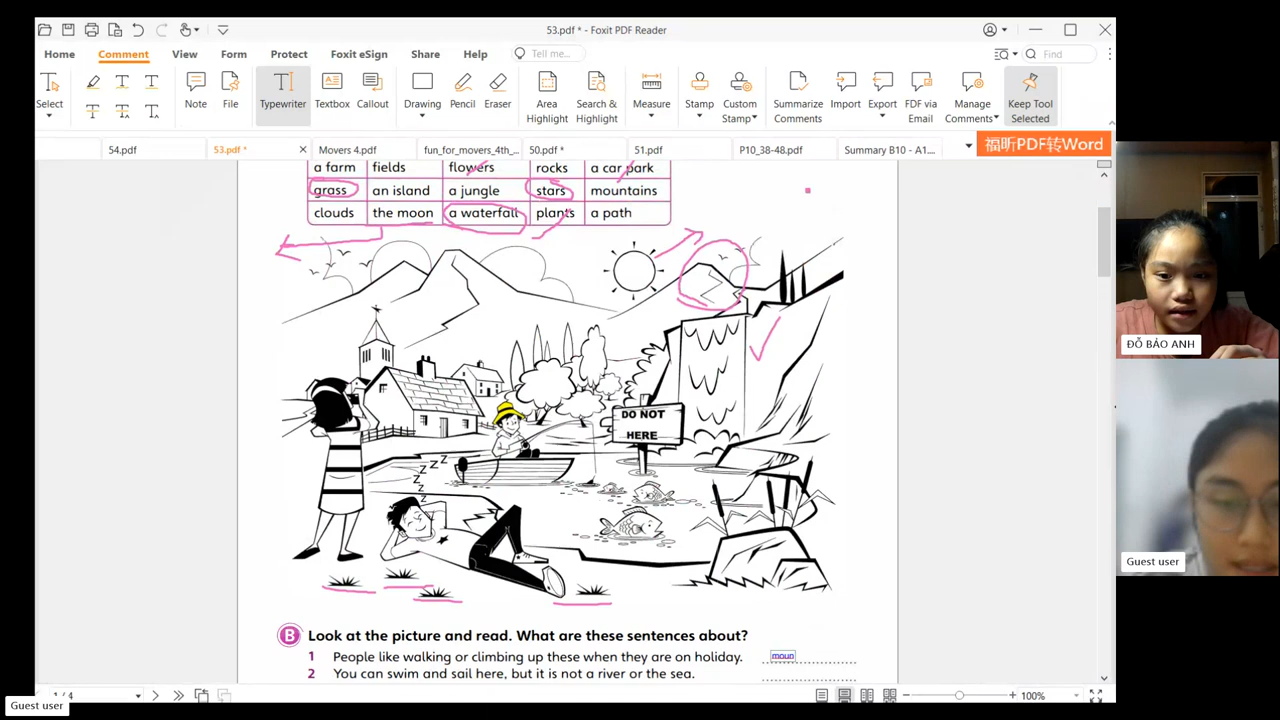 53.pdf * - Foxit PDF Reader
Home Comment View Form Protect Foxit eSign Share Help Tell me... Find
Select Note File Typewriter Textbox Callout Drawing Pencil Eraser Area Highlight Search & Highlight Measure Stamp Custom Stamp Summarize Comments Import Export FDF via Email Manage Comments Keep Tool Selected
54.pdf 53.pdf * Movers 4.pdf fun_for_movers_4th_... 50.pdf * 51.pdf P10_38-48.pdf Summary B10 - A1.... 福昕PDF转Word
a farm fields flowers rocks a car park
grass an island a jungle stars mountains
clouds the moon a waterfall plants a path
DO NOT
HERE
z z z z z z
ĐỖ BẢO ANH
Guest user
B Look at the picture and read. What are these sentences about?
1 People like walking or climbing up these when they are on holiday. moun
2 You can swim and sail here, but it is not a river or the sea.
1 / 4 100%
Guest user